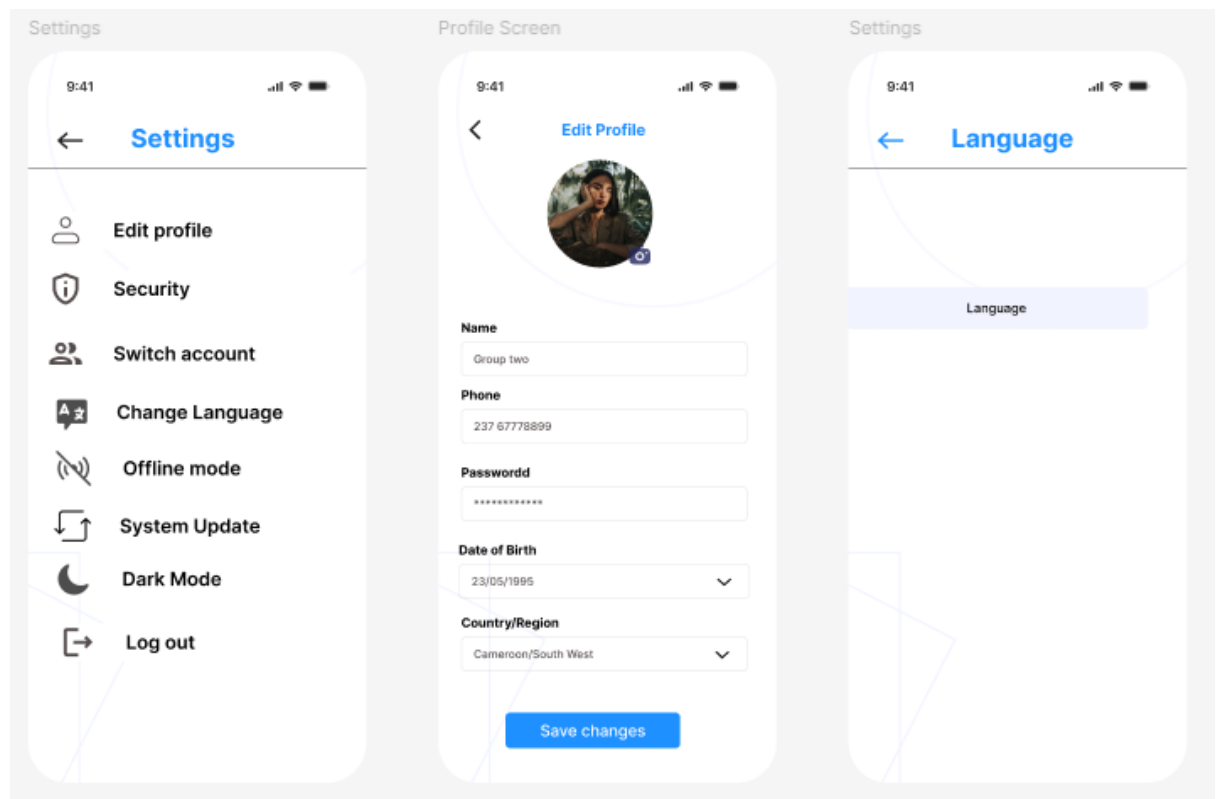 Settings
9:41
Settings
Edit profile
Security
Switch account
A 文
Change Language
Offline mode
System Update
Dark Mode
Log out
Profile Screen
9:41
Edit Profile
Name
Group two
Phone
237 67778899
Passwordd
************
Date of Birth
23/05/1995
Country/Region
Cameroon/South West
Save changes
Settings
9:41
Language
Language